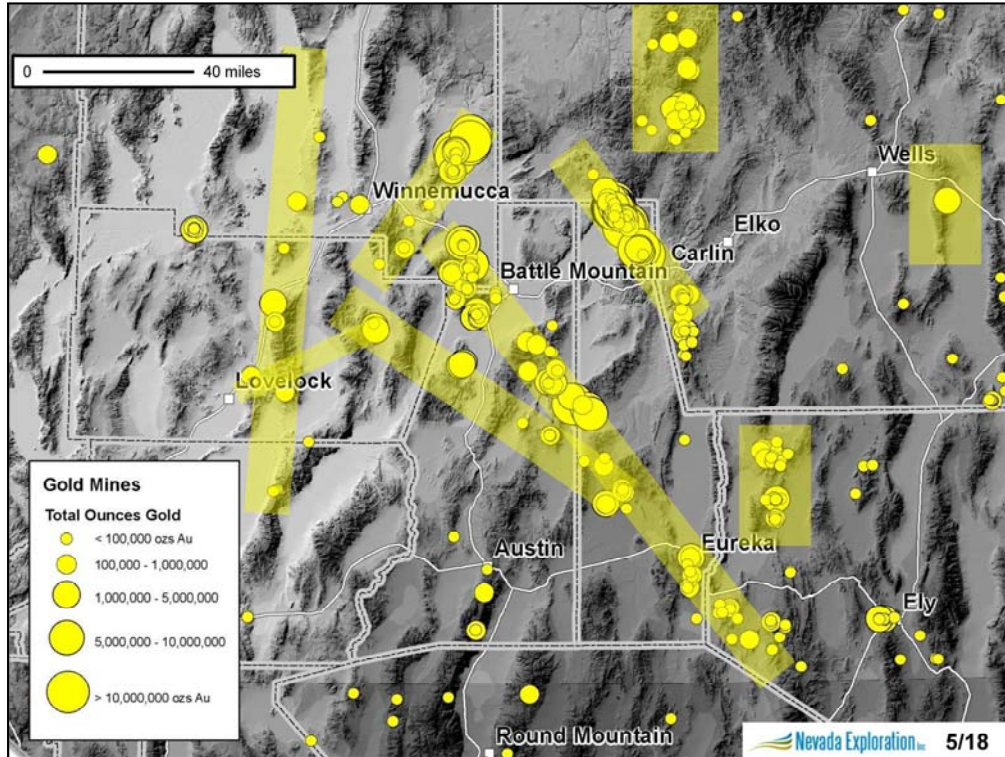 0 40 miles
Wells
Winnemucca
Elko
Carlin
Battle Mountain
Lovelock
Gold Mines
Total Ounces Gold
< 100,000 ozs Au
100,000 - 1,000,000
1,000,000 - 5,000,000
5,000,000 - 10,000,000
> 10,000,000 ozs Au
Austin
Eureka
Ely
Round Mountain
Nevada Exploration Inc 5/18